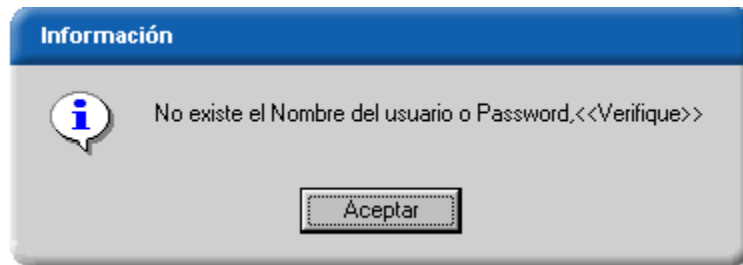 Información
No existe el Nombre del usuario o Password,<<Verifique>>
Aceptar